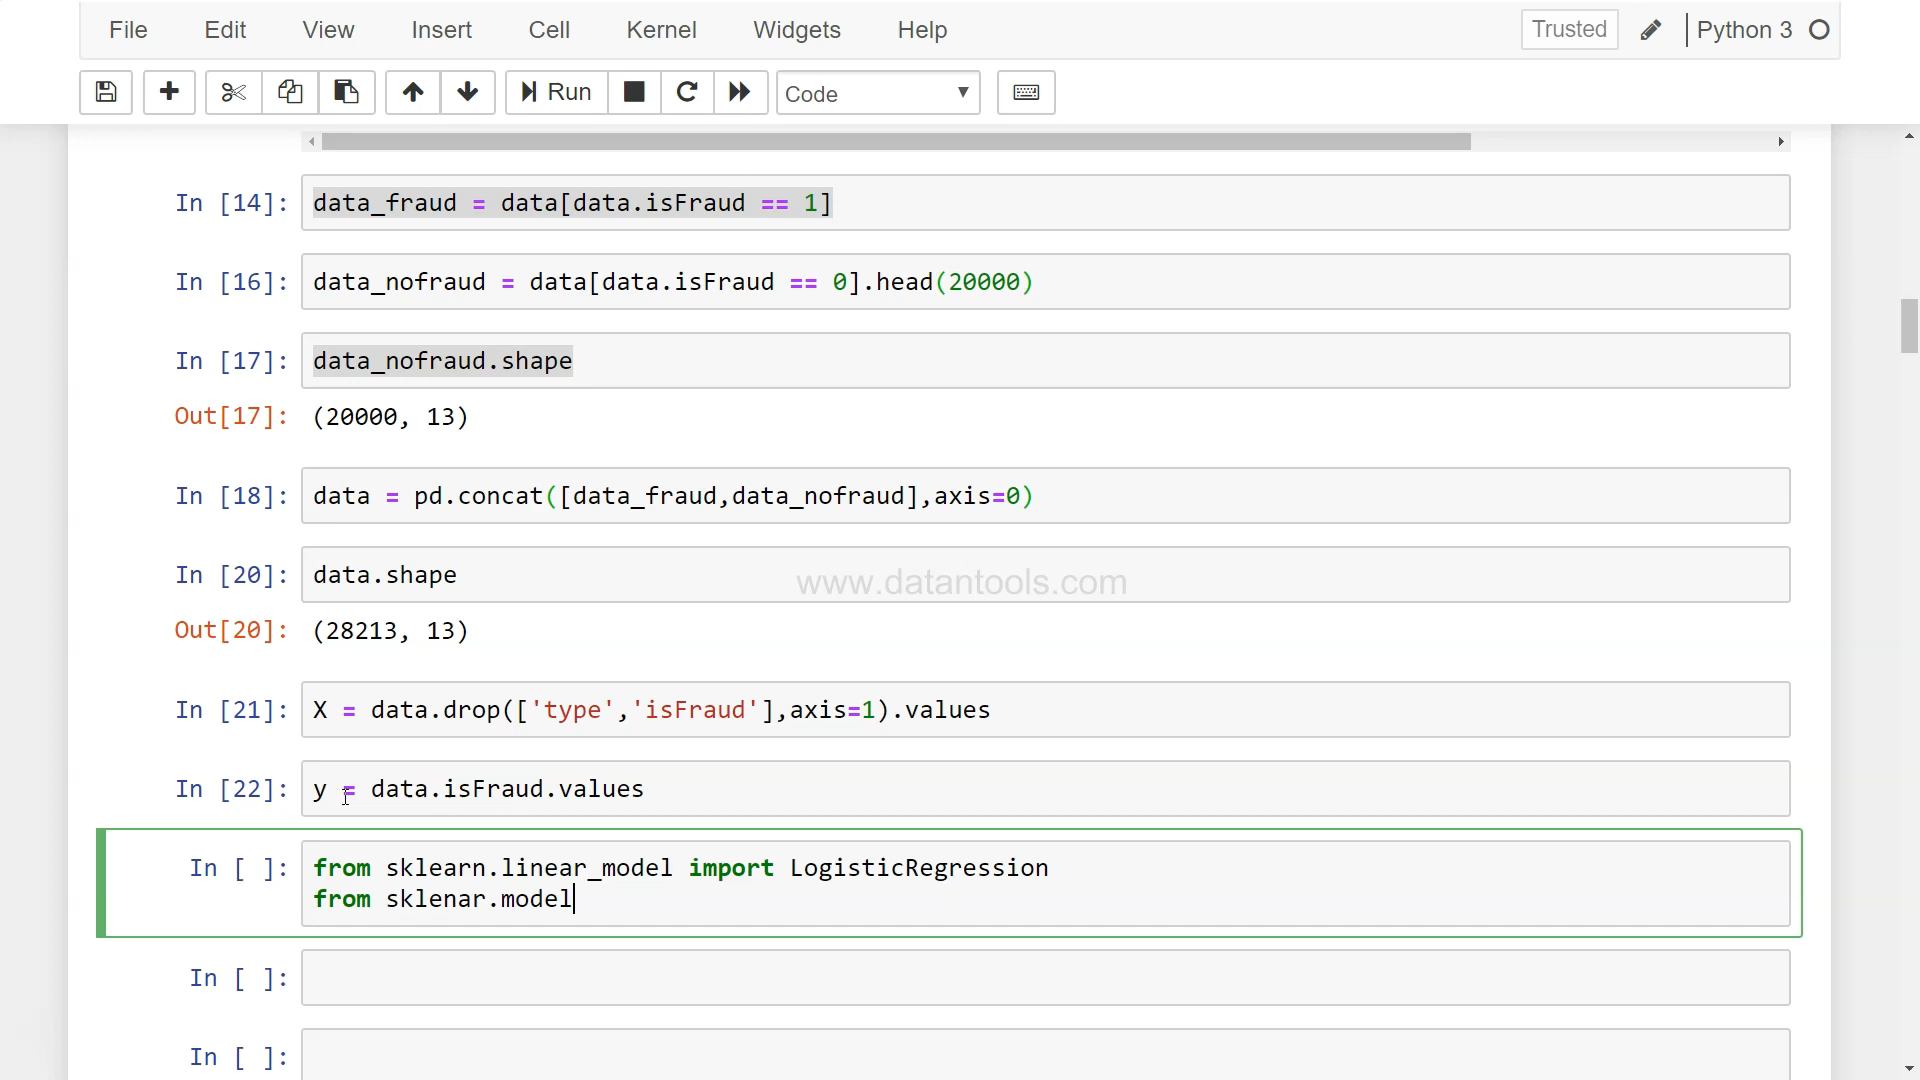 File Edit View Insert Cell Kernel Widgets Help Trusted Python 3
Run Code
In [14]: data_fraud = data[data.isFraud == 1]
In [16]: data_nofraud = data[data.isFraud == 0].head(20000)
In [17]: data_nofraud.shape
Out[17]: (20000, 13)
In [18]: data = pd.concat([data_fraud,data_nofraud],axis=0)
In [20]: data.shape
www.datantools.com
Out[20]: (28213, 13)
In [21]: X = data.drop(['type','isFraud'],axis=1).values
In [22]: y = data.isFraud.values
In [ ]: from sklearn.linear_model import LogisticRegression
from sklenar.model
In [ ]:
In [ ]: